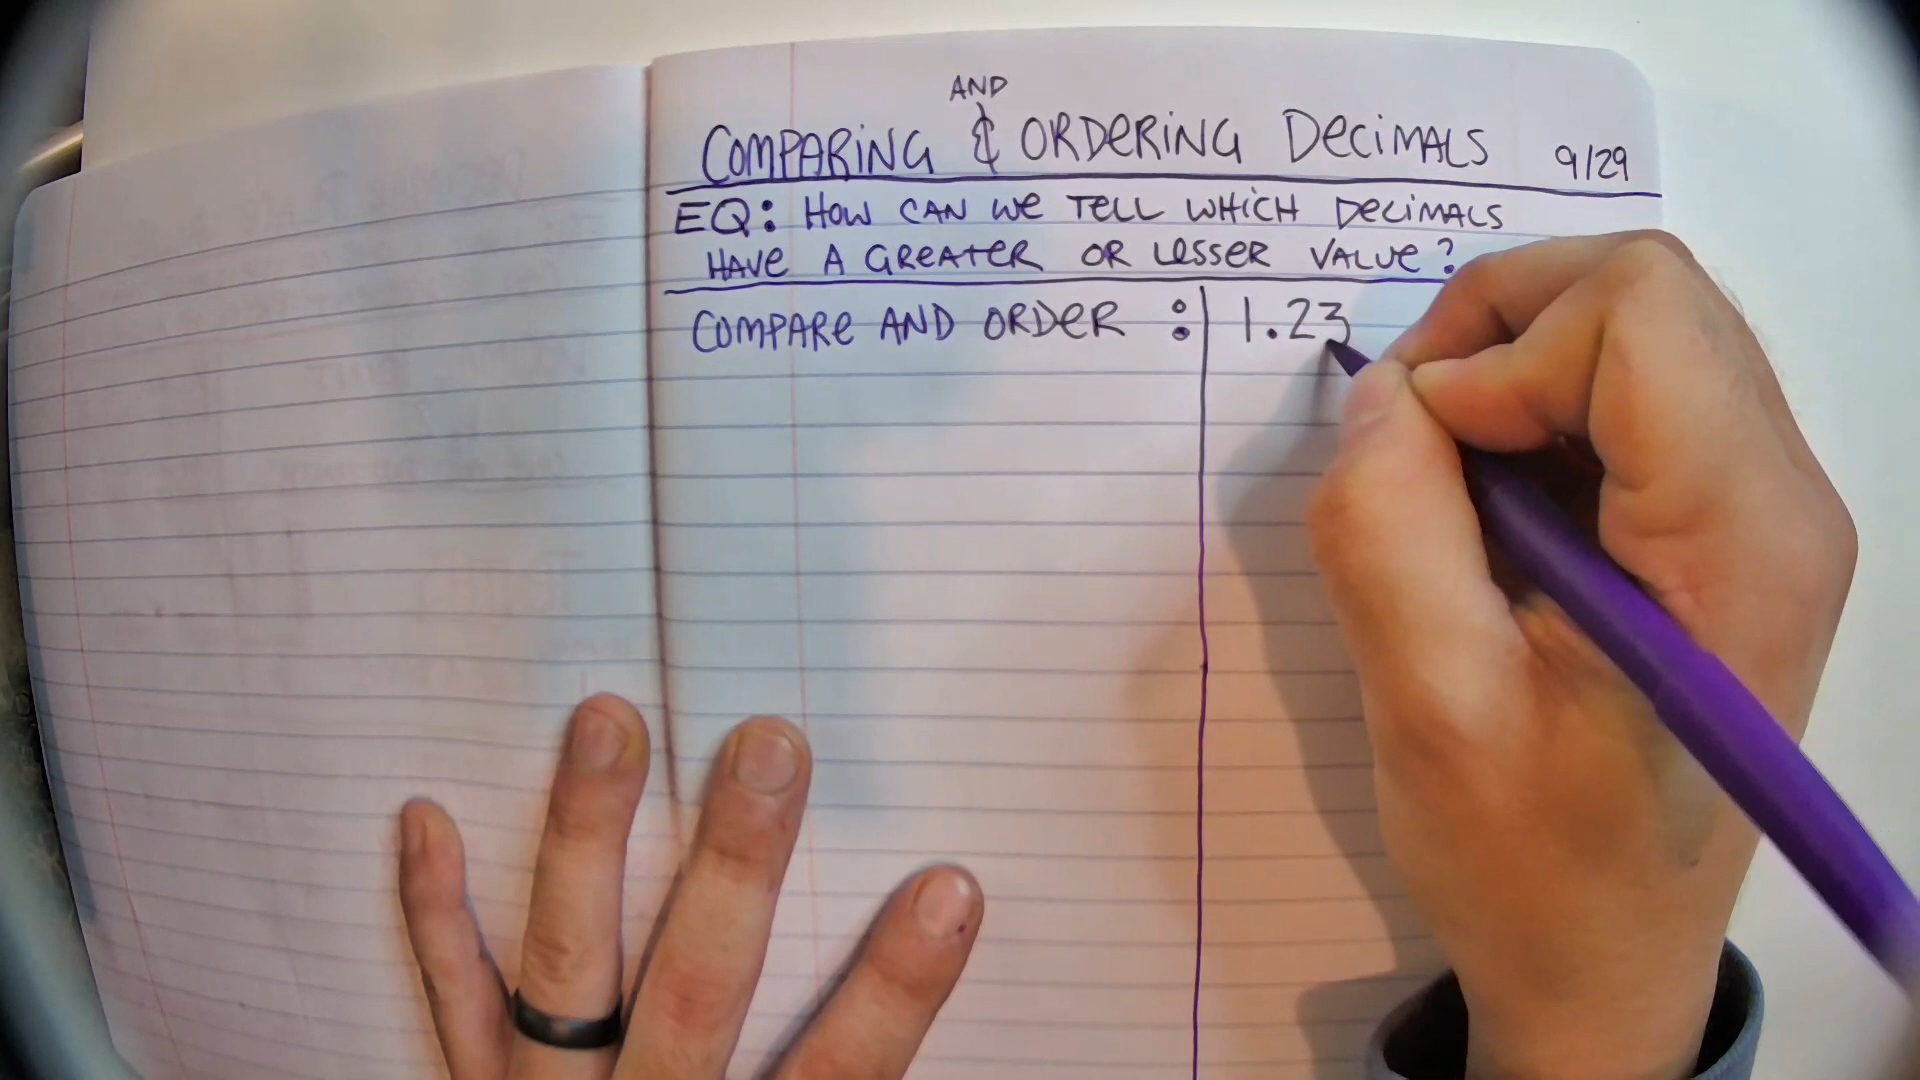 AND
COMPARING & ORDERING DECIMALS 9/29
EQ: HOW CAN WE TELL WHICH DECIMALS
HAVE A GREATER OR LESSER VALUE?
COMPARE AND ORDER : 1.23